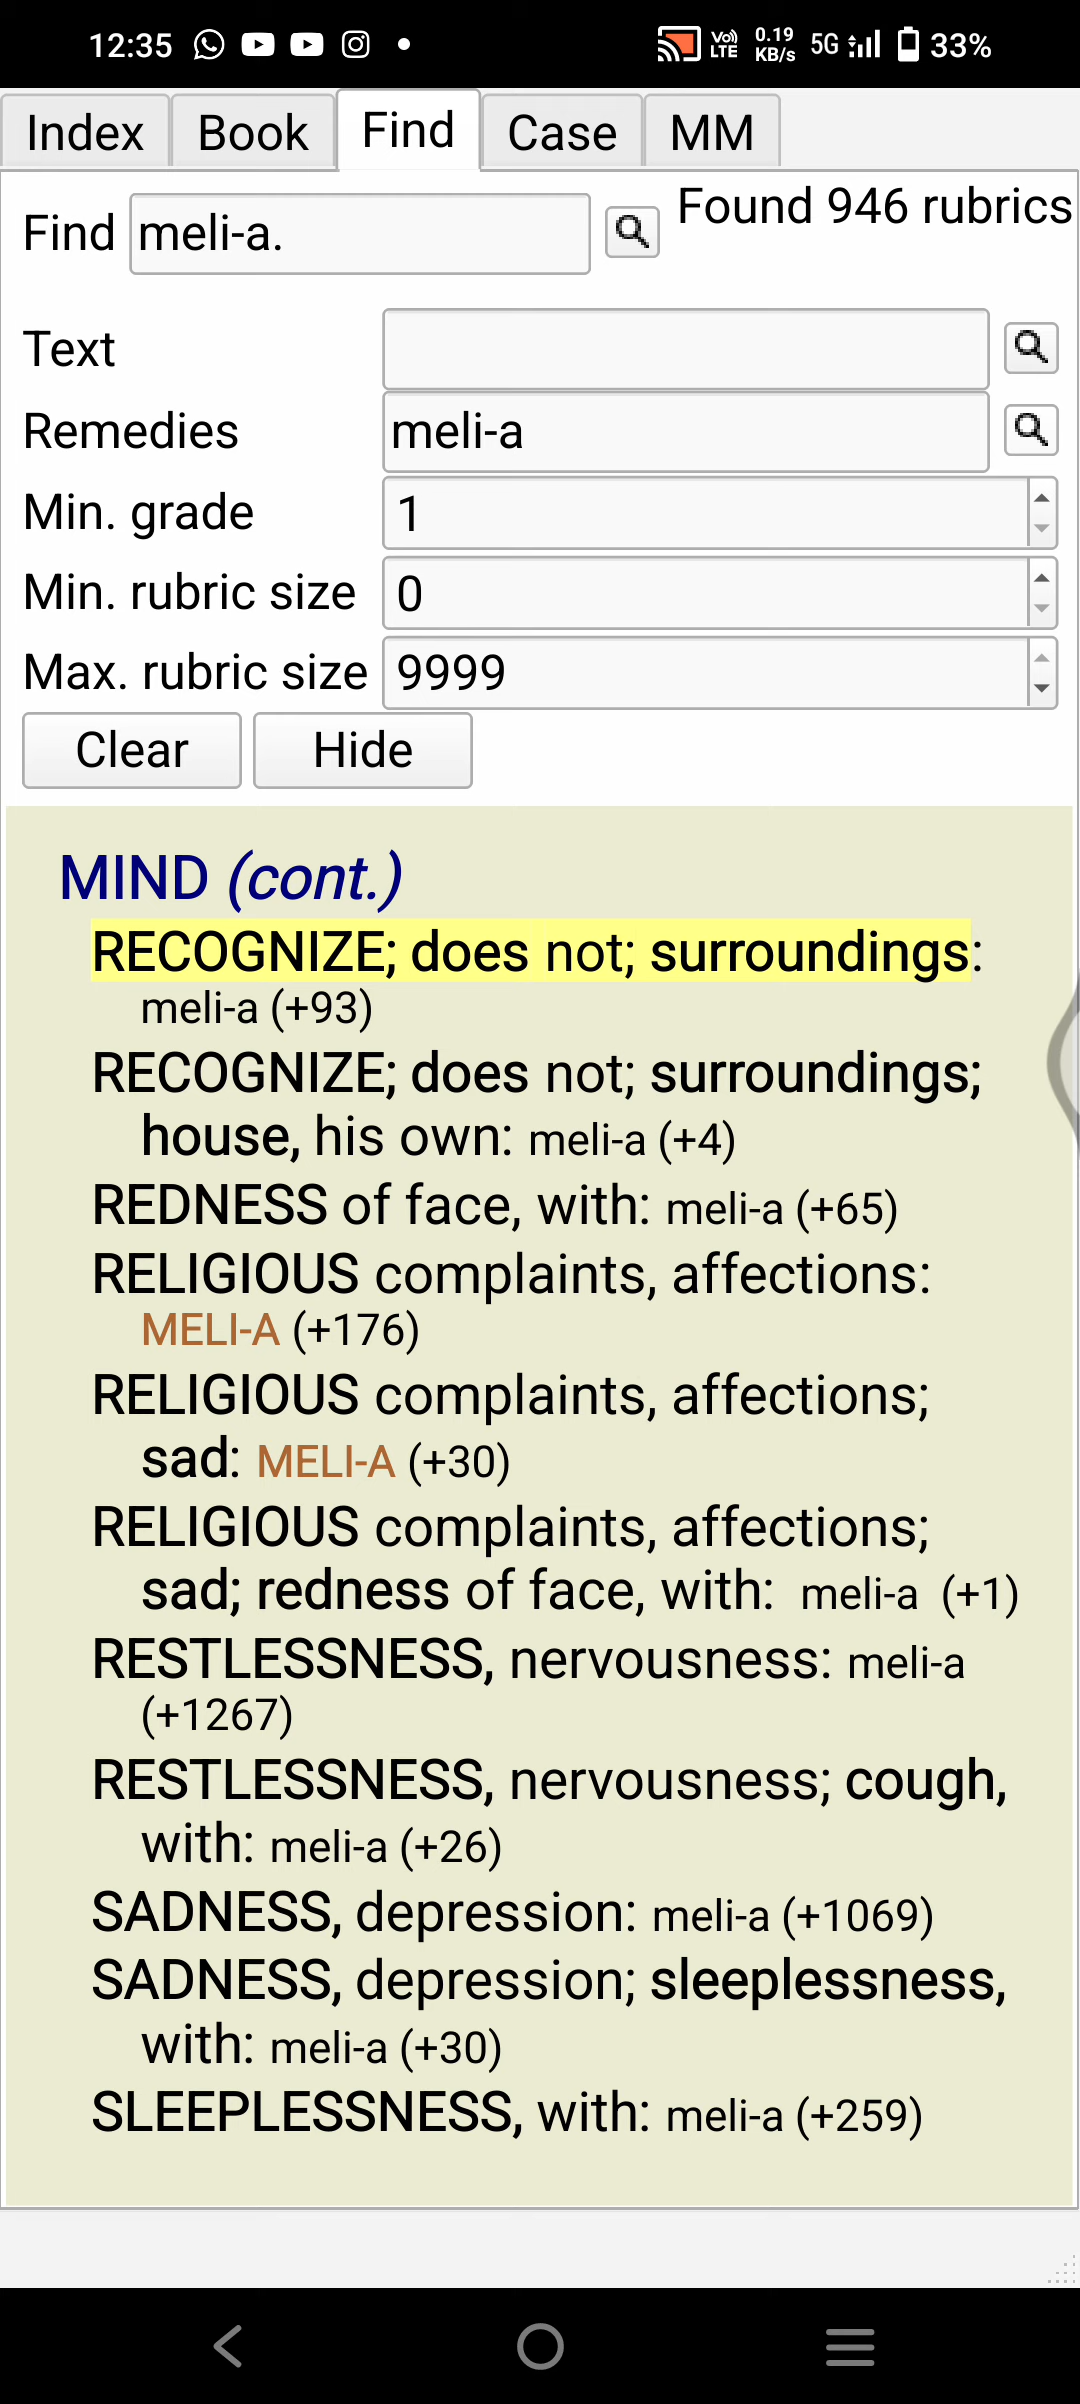 12:35
Vo) LTE 0.19 KB/s 5G 33%
Index Book Find Case MM
Find meli-a. Found 946 rubrics
Text
Remedies meli-a
Min. grade 1
Min. rubric size 0
Max. rubric size 9999
Clear Hide
MIND (cont.)
RECOGNIZE; does not; surroundings:
meli-a (+93)
RECOGNIZE; does not; surroundings;
house, his own: meli-a (+4)
REDNESS of face, with: meli-a (+65)
RELIGIOUS complaints, affections:
MELI-A (+176)
RELIGIOUS complaints, affections;
sad: MELI-A (+30)
RELIGIOUS complaints, affections;
sad; redness of face, with: meli-a (+1)
RESTLESSNESS, nervousness: meli-a
(+1267)
RESTLESSNESS, nervousness; cough,
with: meli-a (+26)
SADNESS, depression: meli-a (+1069)
SADNESS, depression; sleeplessness,
with: meli-a (+30)
SLEEPLESSNESS, with: meli-a (+259)